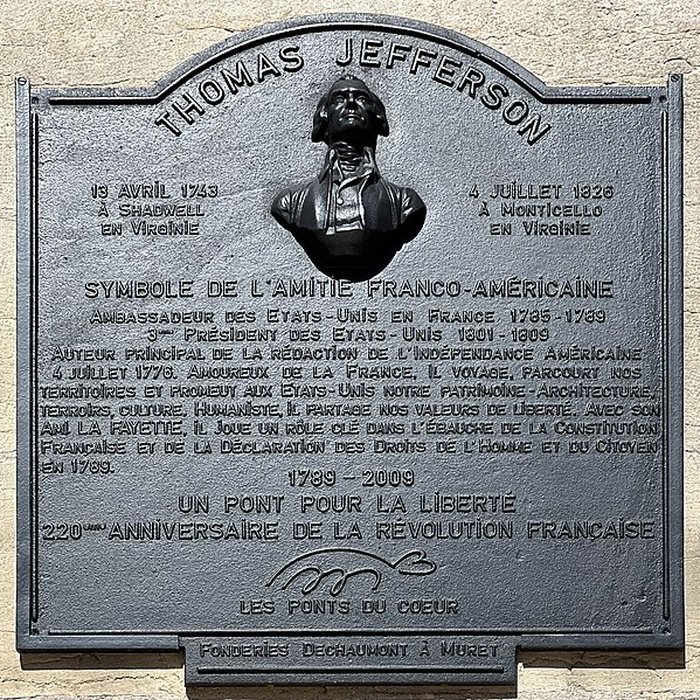 THOMAS JEFFERSON
13 AVRIL 1743
À SHADWELL
EN VIRGINIE
4 JUILLET 1826
À MONTICELLO
EN VIRGINIE
SYMBOLE DE L'AMITIÉ FRANCO-AMÉRICAINE
AMBASSADEUR DES ETATS-UNIS EN FRANCE 1785-1789
3ème PRÉSIDENT DES ETATS-UNIS 1801-1809
AUTEUR PRINCIPAL DE LA RÉDACTION DE L'INDÉPENDANCE AMÉRICAINE
4 JUILLET 1776. AMOUREUX DE LA FRANCE, IL VOYAGE, PARCOURT NOS
TERRITOIRES ET PROMEUT AUX ETATS-UNIS NOTRE PATRIMOINE-ARCHITECTURE,
TERROIRS, CULTURE, HUMANISTE, IL PARTAGE NOS VALEURS DE LIBERTÉ. AVEC SON
AMI LA FAYETTE, IL JOUE UN RÔLE CLÉ DANS L'ÉBAUCHE DE LA CONSTITUTION
FRANÇAISE ET DE LA DÉCLARATION DES DROITS DE L'HOMME ET DU CITOYEN
EN 1789.
1789 – 2009
UN PONT POUR LA LIBERTÉ
220ème ANNIVERSAIRE DE LA RÉVOLUTION FRANÇAISE
LES PONTS DU CŒUR
FONDERIES DECHAUMONT À MURET